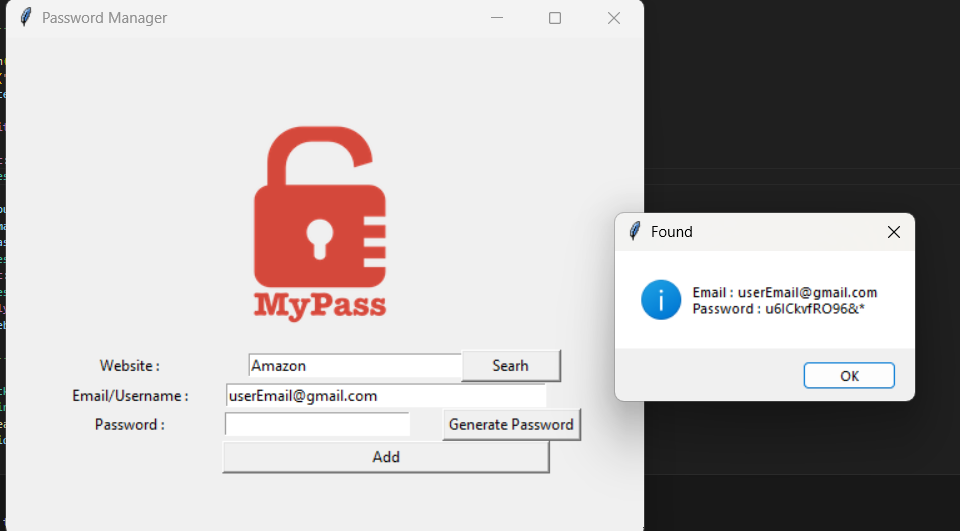 Password Manager
MyPass
Website :
Amazon
Searh
Email/Username :
userEmail@gmail.com
Password :
Generate Password
Add
Found
Email : userEmail@gmail.com
Password :
OK